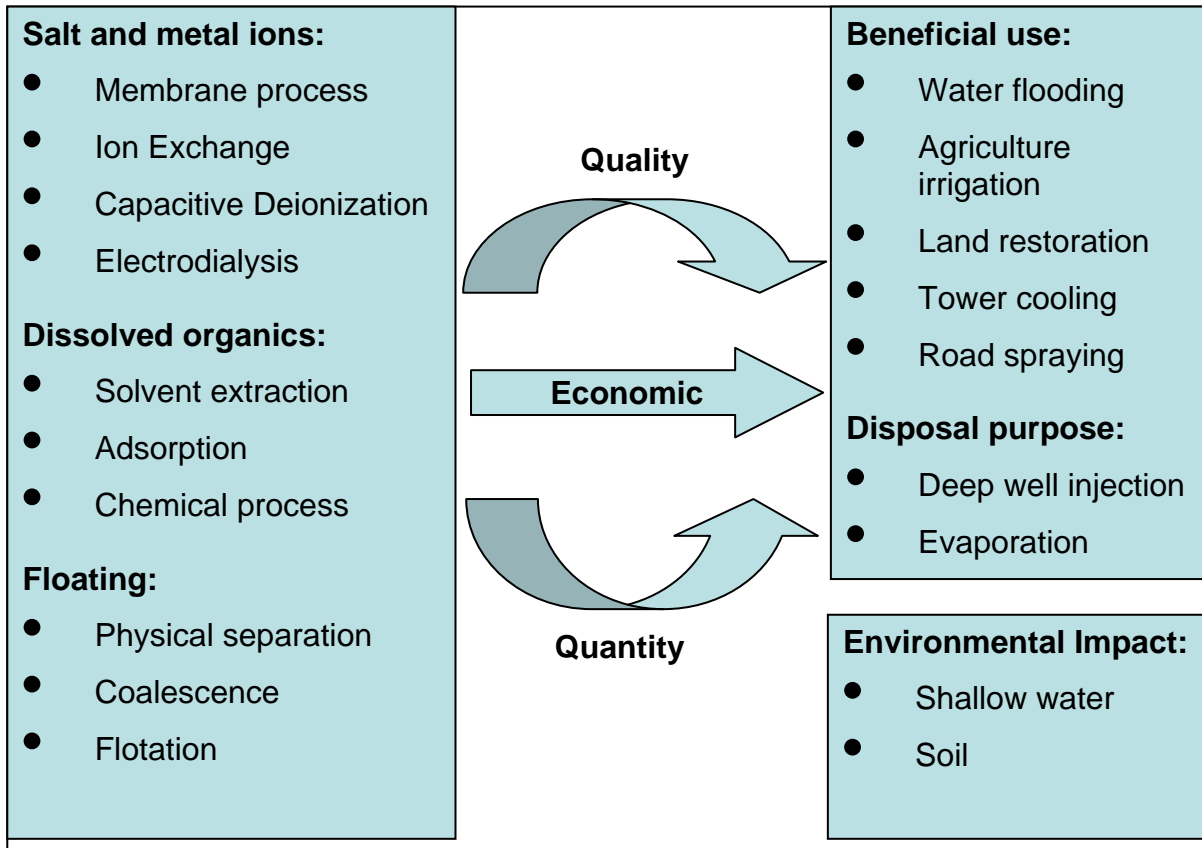 Salt and metal ions:
● Membrane process
● Ion Exchange
● Capacitive Deionization
● Electrodialysis
Dissolved organics:
● Solvent extraction
● Adsorption
● Chemical process
Floating:
● Physical separation
● Coalescence
● Flotation
Quality
Economic
Quantity
Beneficial use:
● Water flooding
● Agriculture
irrigation
● Land restoration
● Tower cooling
● Road spraying
Disposal purpose:
● Deep well injection
● Evaporation
Environmental Impact:
● Shallow water
● Soil